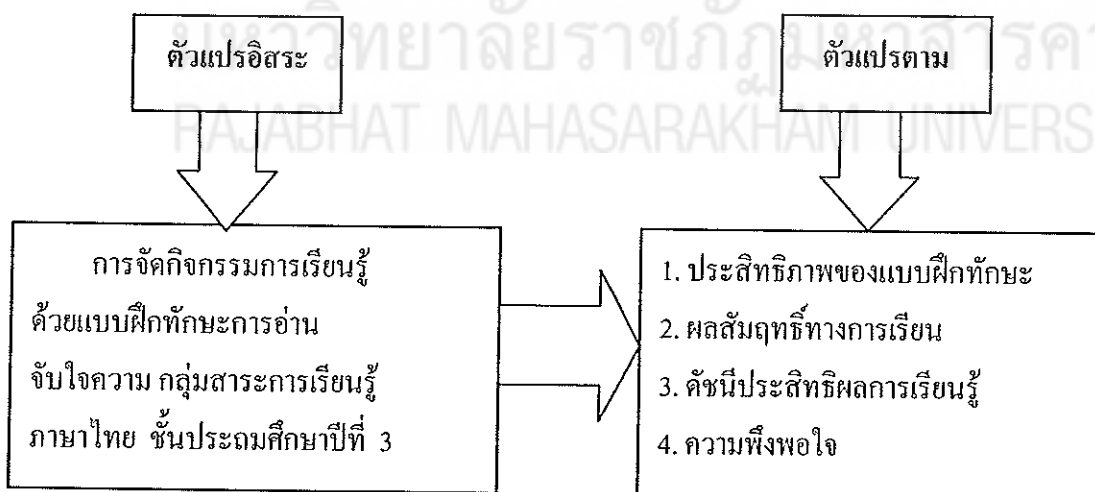 มหาวิทยาลัยราชภัฏมหาสารคา
RAJABHAT MAHASARAKHAM UNIVERS
ตัวแปรอิสระ
ตัวแปรตาม
การจัดกิจกรรมการเรียนรู้
ด้วยแบบฝึกทักษะการอ่าน
จับใจความ กลุ่มสาระการเรียนรู้
ภาษาไทย ชั้นประถมศึกษาปีที่ 3
1. ประสิทธิภาพของแบบฝึกทักษะ
2. ผลสัมฤทธิ์ทางการเรียน
3. ดัชนีประสิทธิผลการเรียนรู้
4. ความพึงพอใจ